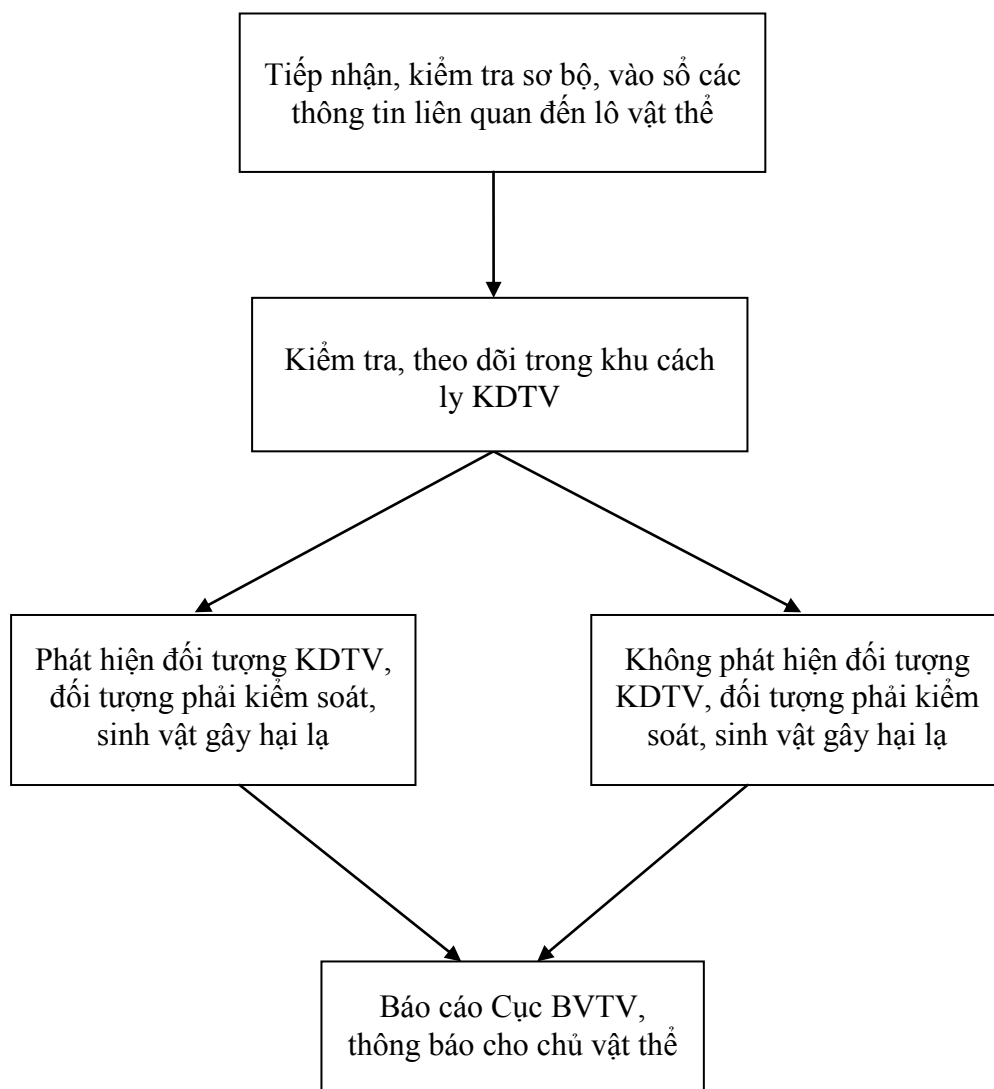 Tiếp nhận, kiểm tra sơ bộ, vào sổ các
thông tin liên quan đến lô vật thể
Kiểm tra, theo dõi trong khu cách
ly KDTV
Phát hiện đối tượng KDTV,
đối tượng phải kiểm soát,
sinh vật gây hại lạ
Không phát hiện đối tượng
KDTV, đối tượng phải kiểm
soát, sinh vật gây hại lạ
Báo cáo Cục BVTV,
thông báo cho chủ vật thể